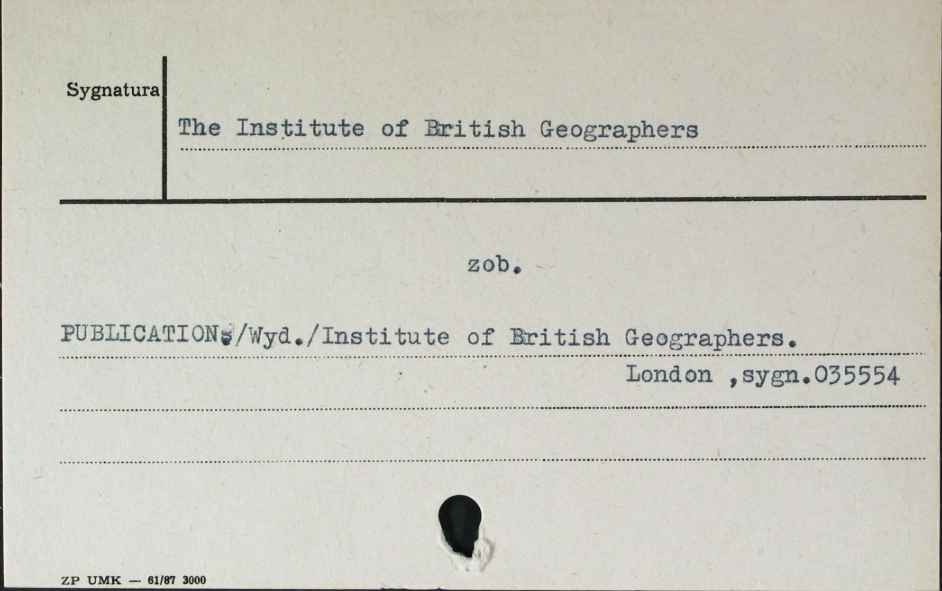 Sygnatura
The Institute of British Geographers
zob.
PUBLICATION./Wyd./Institute of British Geographers.
London ,sygn.035554
ZP UMK — 61/87 3000